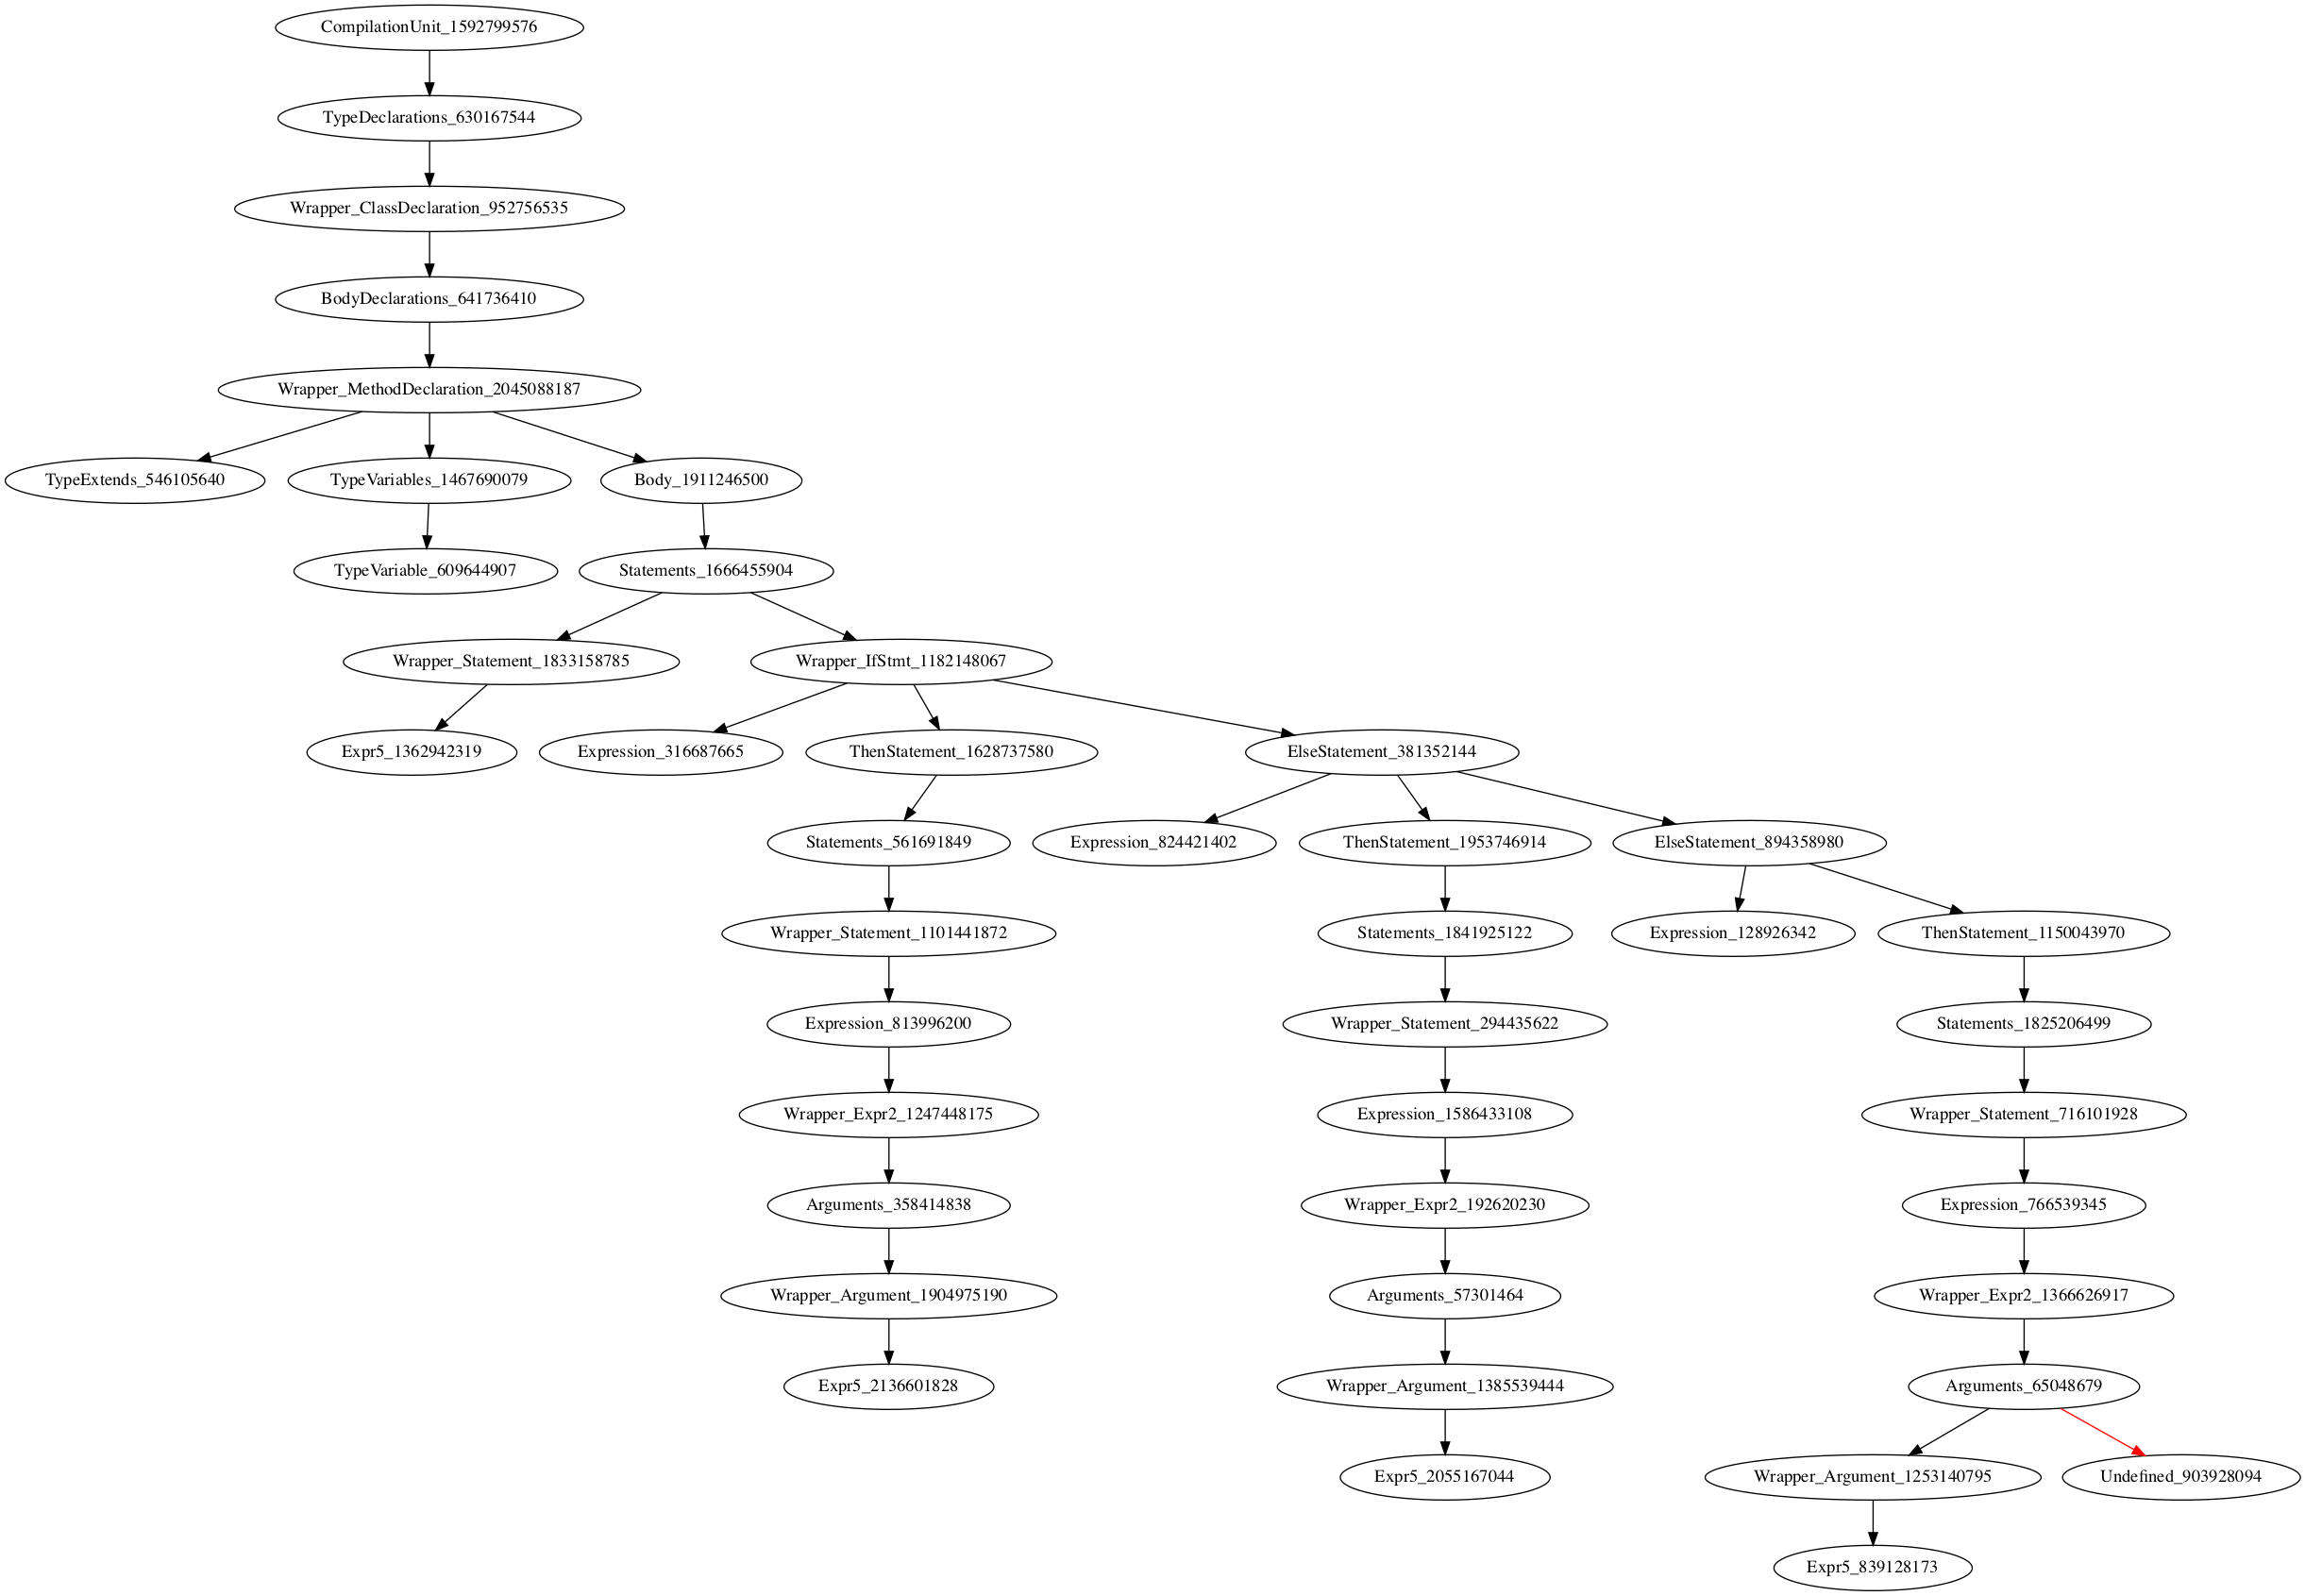 CompilationUnit_1592799576
TypeDeclarations_630167544
Wrapper_ClassDeclaration_952756535
BodyDeclarations_641736410
Wrapper_MethodDeclaration_2045088187
TypeExtends_546105640
TypeVariables_1467690079
Body_1911246500
TypeVariable_609644907
Statements_1666455904
Wrapper_Statement_1833158785
Wrapper_IfStmt_1182148067
Expr5_1362942319
Expression_316687665
ThenStatement_1628737580
ElseStatement_381352144
Statements_561691849
Expression_824421402
ThenStatement_1953746914
ElseStatement_894358980
Wrapper_Statement_1101441872
Statements_1841925122
Expression_128926342
ThenStatement_1150043970
Expression_813996200
Wrapper_Statement_294435622
Statements_1825206499
Wrapper_Expr2_1247448175
Expression_1586433108
Wrapper_Statement_716101928
Arguments_358414838
Wrapper_Expr2_192620230
Expression_766539345
Wrapper_Argument_1904975190
Arguments_57301464
Wrapper_Expr2_1366626917
Expr5_2136601828
Wrapper_Argument_1385539444
Arguments_65048679
Expr5_2055167044
Wrapper_Argument_1253140795
Undefined_903928094
Expr5_839128173